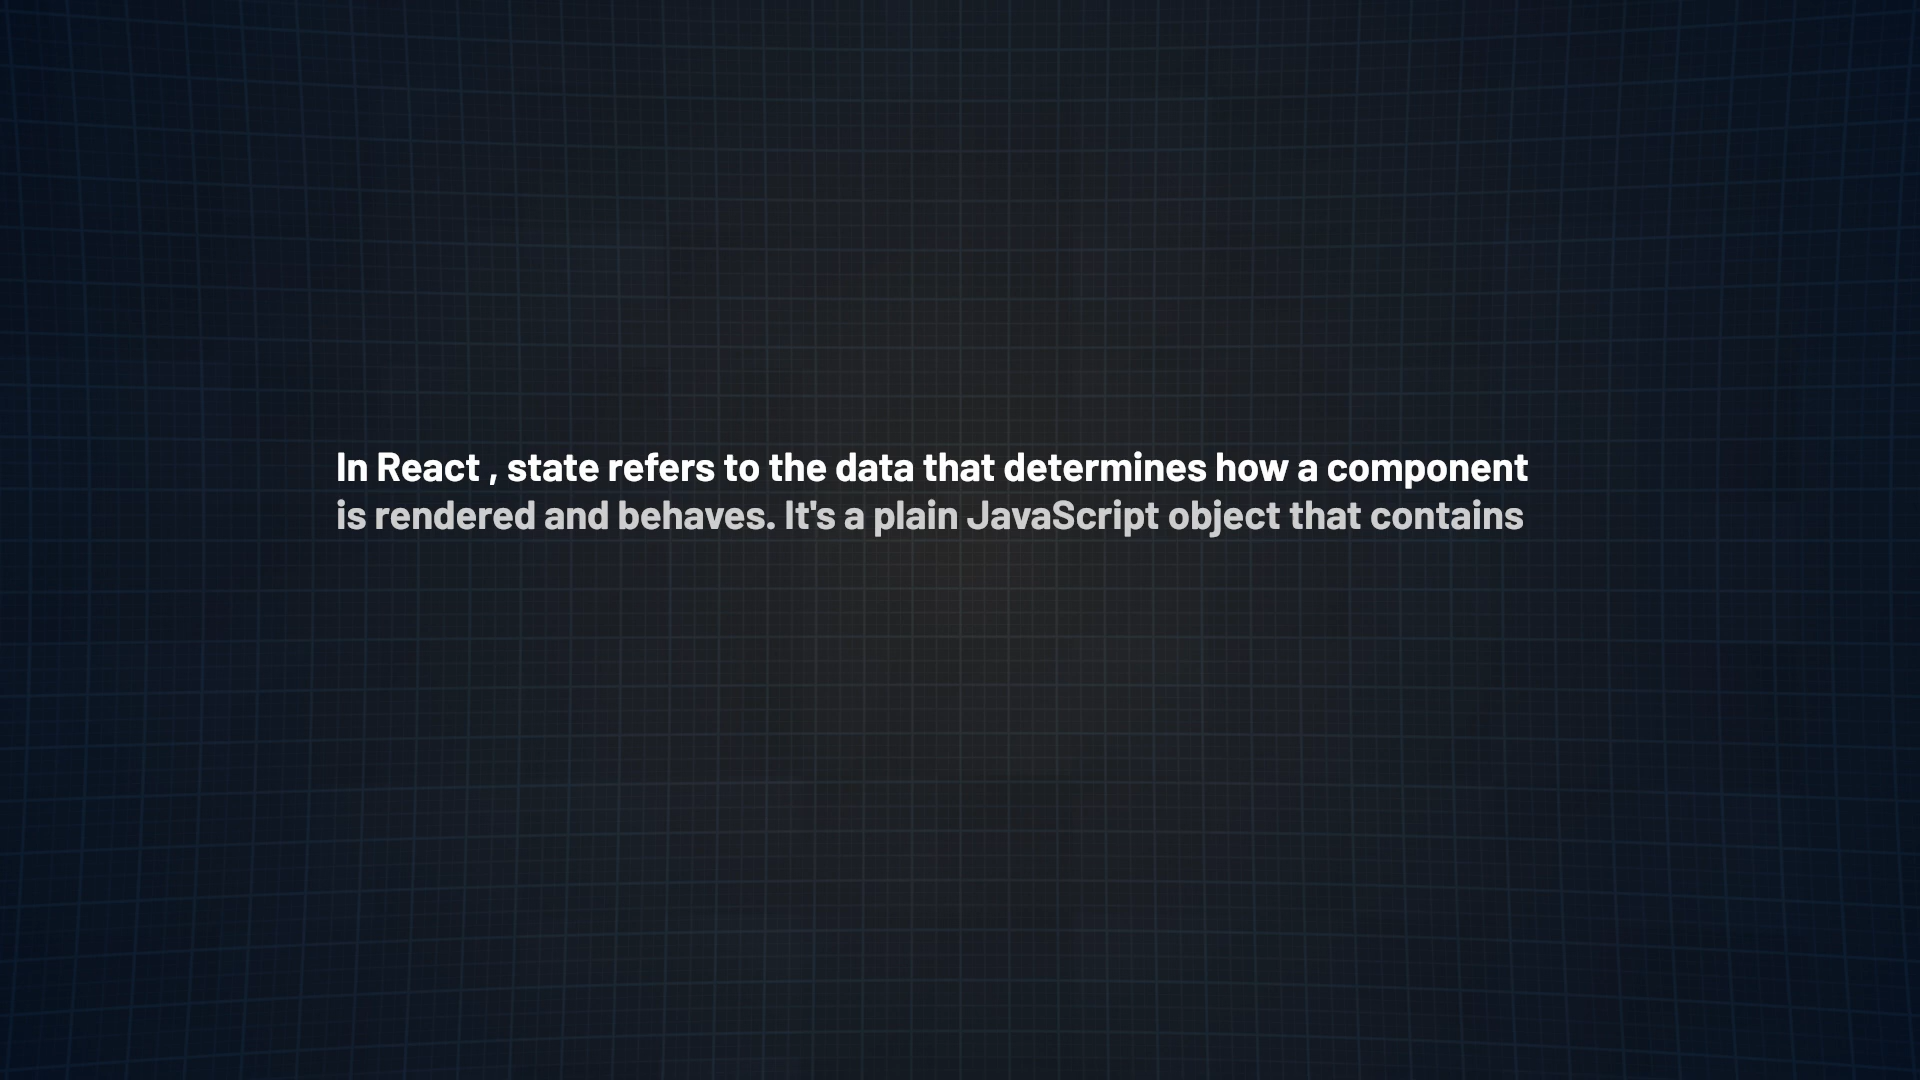 In React , state refers to the data that determines how a component
is rendered and behaves. It's a plain JavaScript object that contains